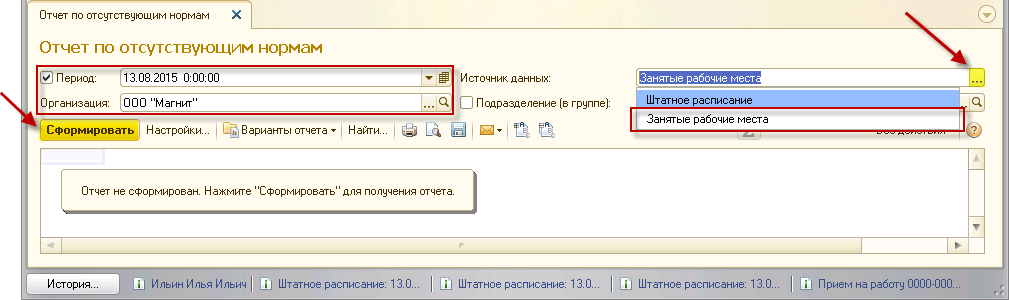 Отчет по отсутствующим нормам
Отчет по отсутствующим нормам
Период: 13.08.2015 0:00:00 Источник данных: Занятые рабочие места
Организация: ООО "Магнит" Подразделение (в группе):
Штатное расписание
Занятые рабочие места
Сформировать Настройки... Варианты отчета Найти... Все действия
Отчет не сформирован. Нажмите "Сформировать" для получения отчета.
История... Ильин Илья Ильич Штатное расписание: 13.0... Штатное расписание: 13.0... Штатное расписание: 13.0... Прием на работу 0000-000...